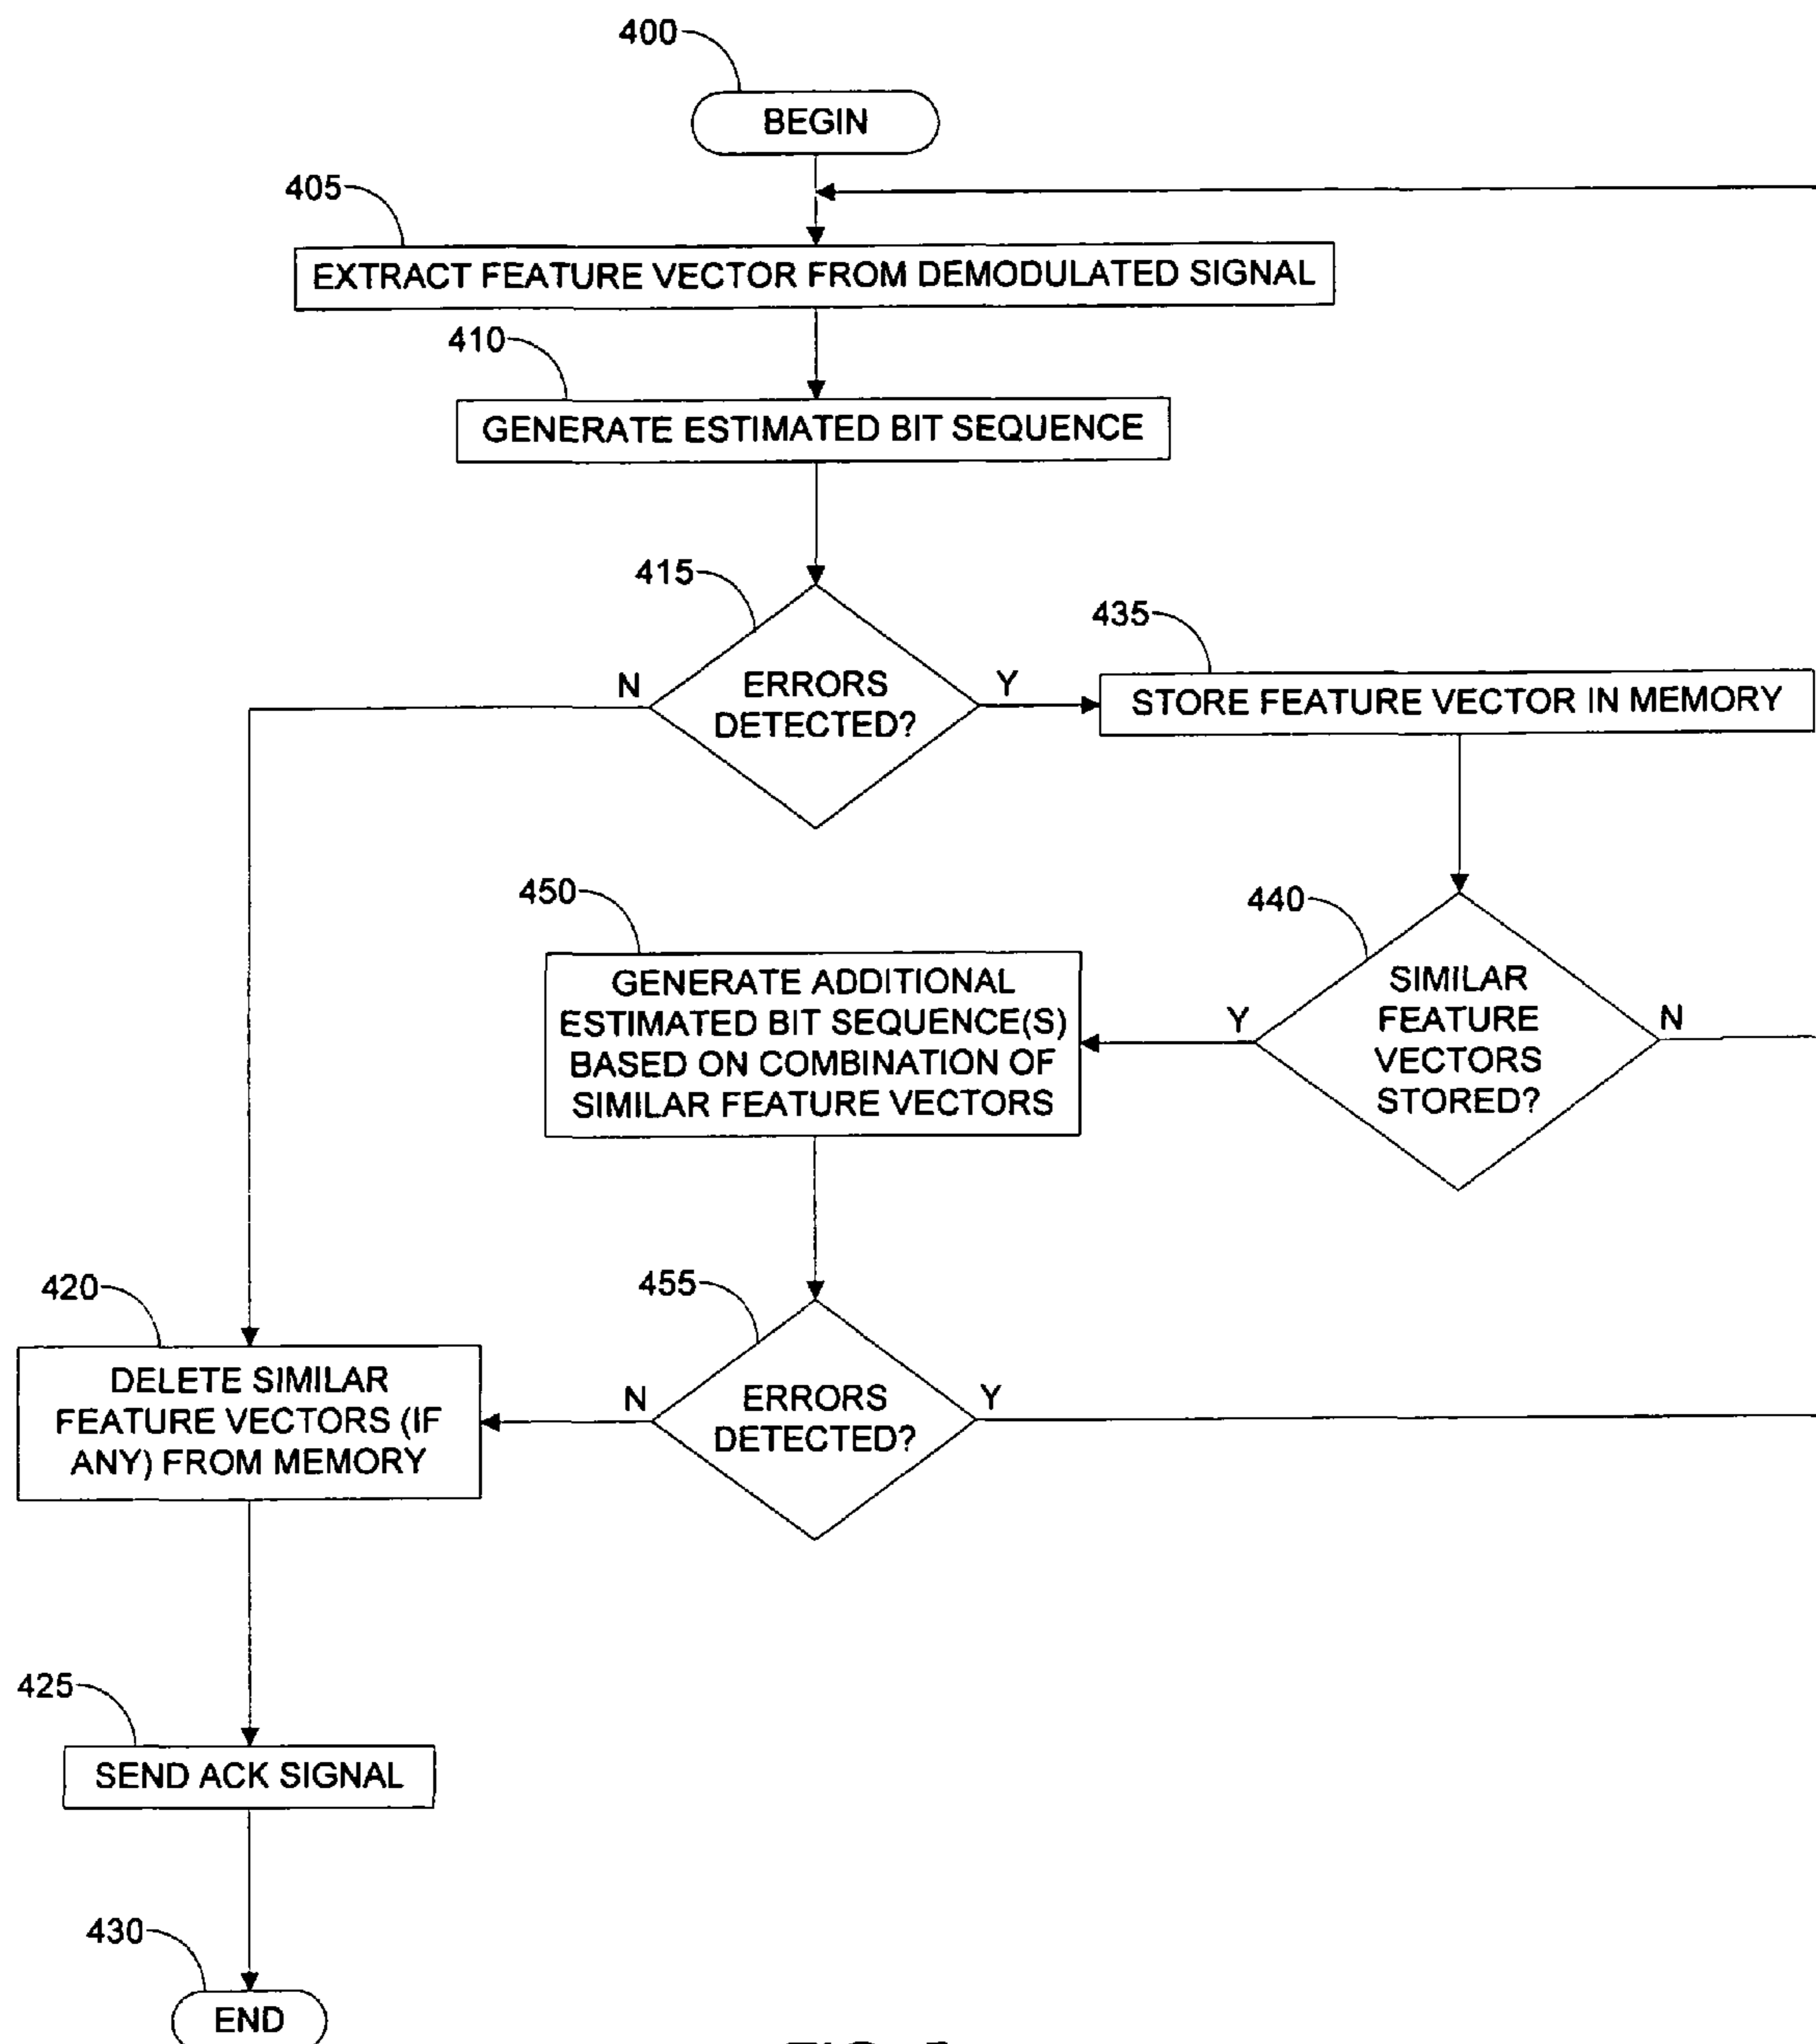 400
BEGIN
405
EXTRACT FEATURE VECTOR FROM DEMODULATED SIGNAL
410
GENERATE ESTIMATED BIT SEQUENCE
415
ERRORS
DETECTED?
N
Y
435
STORE FEATURE VECTOR IN MEMORY
440
SIMILAR
FEATURE
VECTORS
STORED?
Y
N
450
GENERATE ADDITIONAL
ESTIMATED BIT SEQUENCE(S)
BASED ON COMBINATION OF
SIMILAR FEATURE VECTORS
455
ERRORS
DETECTED?
N
Y
420
DELETE SIMILAR
FEATURE VECTORS (IF
ANY) FROM MEMORY
425
SEND ACK SIGNAL
430
END